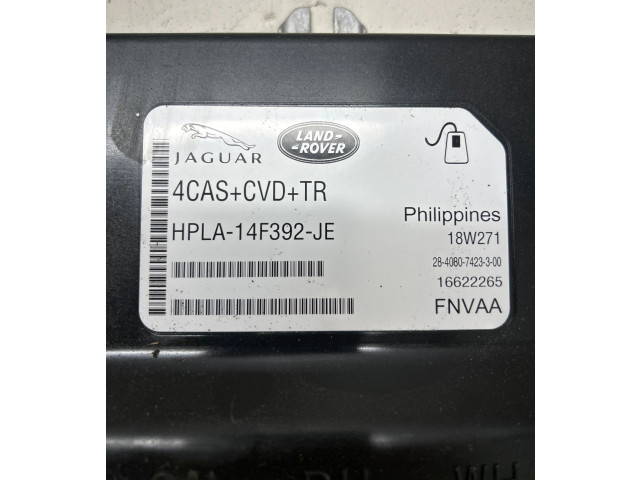 JAGUAR
LAND-
-ROVER
4CAS+CVD+TR
HPLA-14F392-JE
Philippines
18W271
28-4080-7423-3-00
16622265
FNVAA